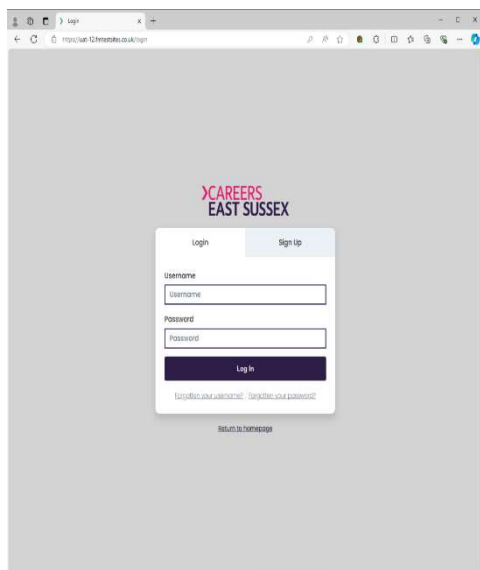 Login
CAREERS
EAST SUSSEX
Login Sign Up
Username
Username
Password
Password
Log In
Forgotten your username? Forgotten your password?
Return to homepage